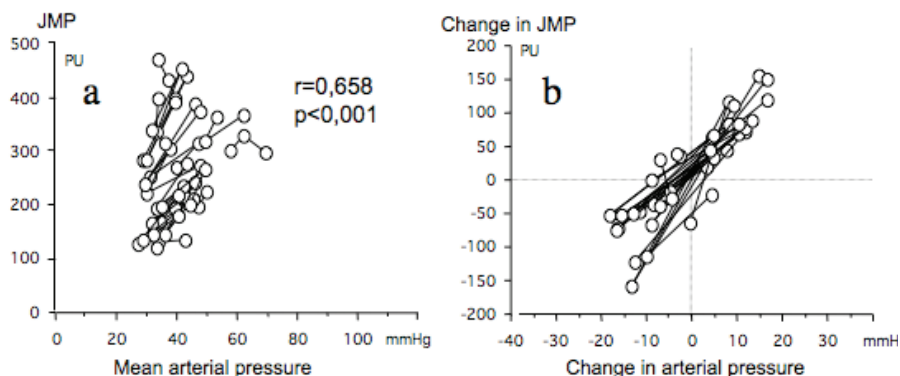 JMP
500
PU
400
300
200
100
0
a
r=0,658
p<0,001
0
20
40
60
80
100
mmHg
Mean arterial pressure
Change in JMP
200
PU
150
100
50
0
-50
-100
-150
-200
b
-40
-30
-20
-10
0
10
20
30
mmH
Change in arterial pressure